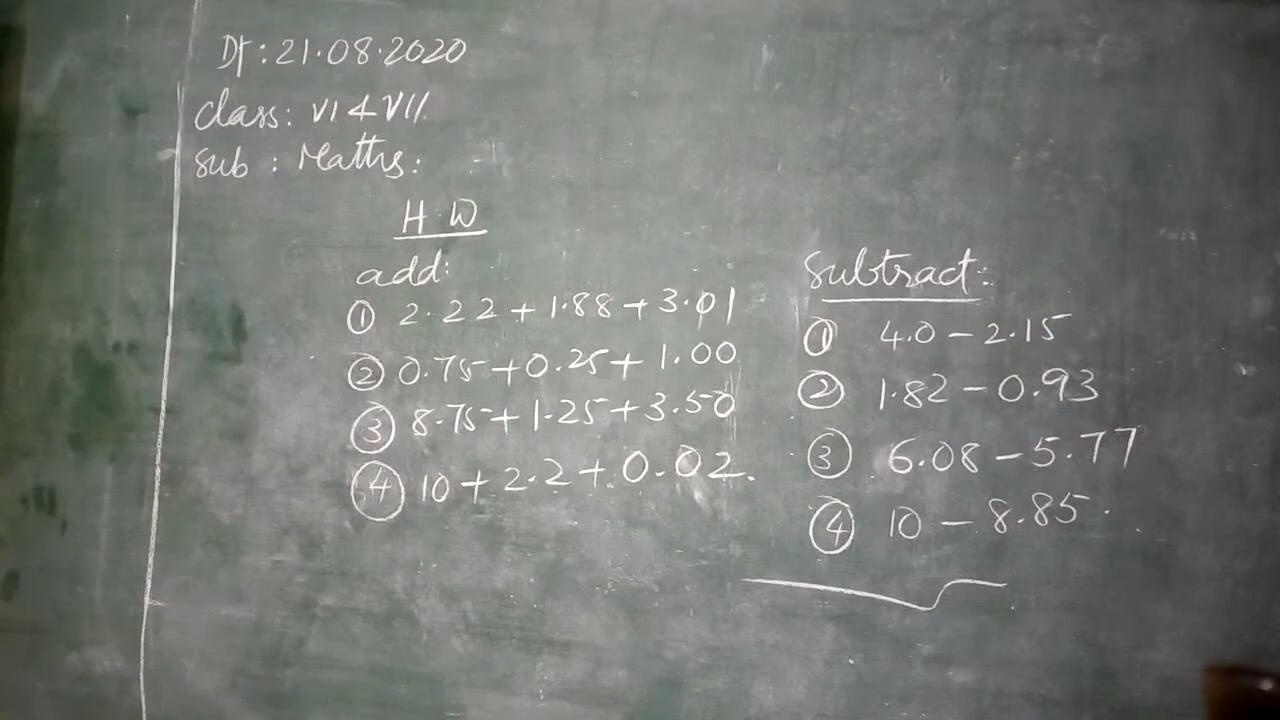 Dt: 21.08.2020
class: VI & VII.
Sub : Maths:
H.W
add:
① 2.22 + 1.88 + 3.01
② 0.75 + 0.25 + 1.00
③ 8.75 + 1.25 + 3.50
④ 10 + 2.2 + 0.02.
Subtract:
① 4.0 - 2.15
② 1.82 - 0.93
③ 6.08 - 5.77
④ 10 - 8.85.